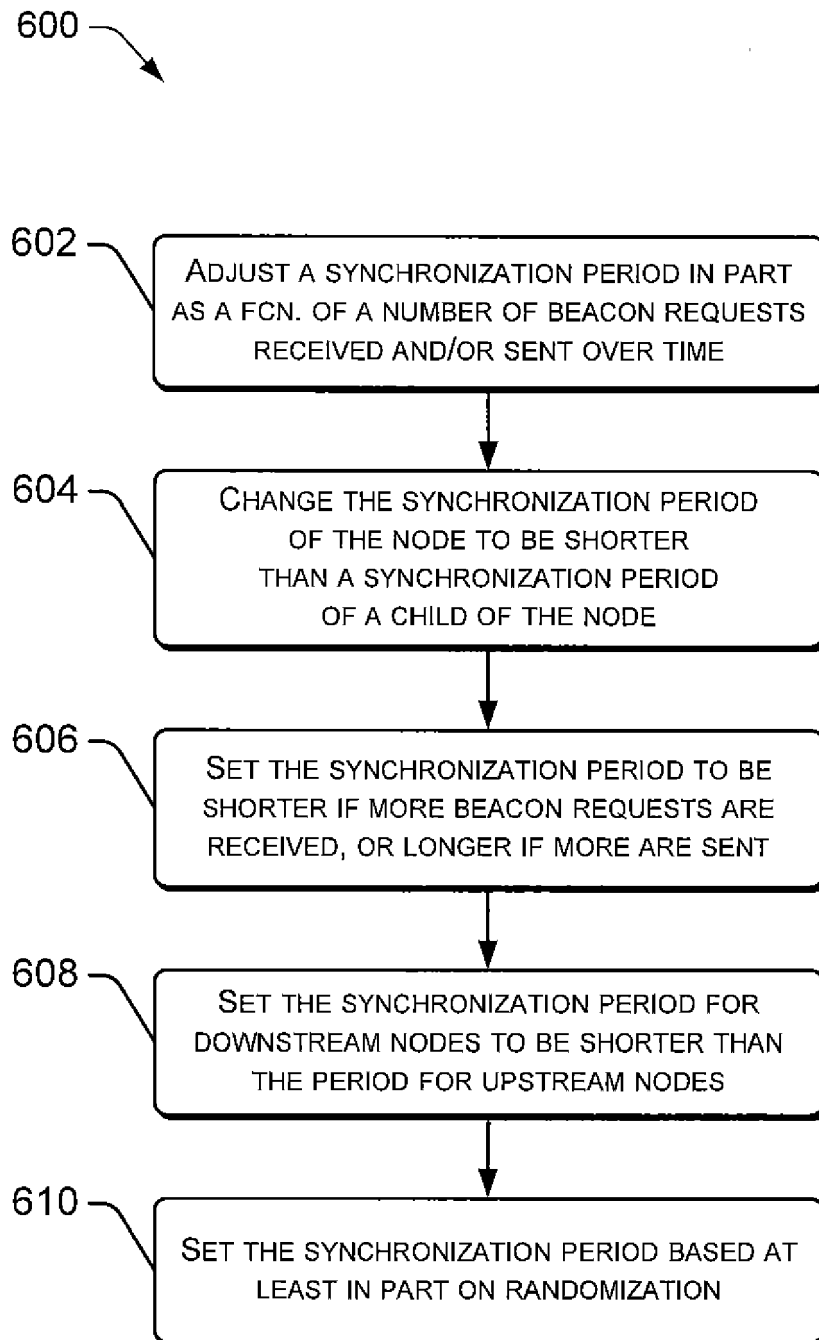 600
602
ADJUST A SYNCHRONIZATION PERIOD IN PART
AS A FCN. OF A NUMBER OF BEACON REQUESTS
RECEIVED AND/OR SENT OVER TIME
604
CHANGE THE SYNCHRONIZATION PERIOD
OF THE NODE TO BE SHORTER
THAN A SYNCHRONIZATION PERIOD
OF A CHILD OF THE NODE
606
SET THE SYNCHRONIZATION PERIOD TO BE
SHORTER IF MORE BEACON REQUESTS ARE
RECEIVED, OR LONGER IF MORE ARE SENT
608
SET THE SYNCHRONIZATION PERIOD FOR
DOWNSTREAM NODES TO BE SHORTER THAN
THE PERIOD FOR UPSTREAM NODES
610
SET THE SYNCHRONIZATION PERIOD BASED AT
LEAST IN PART ON RANDOMIZATION